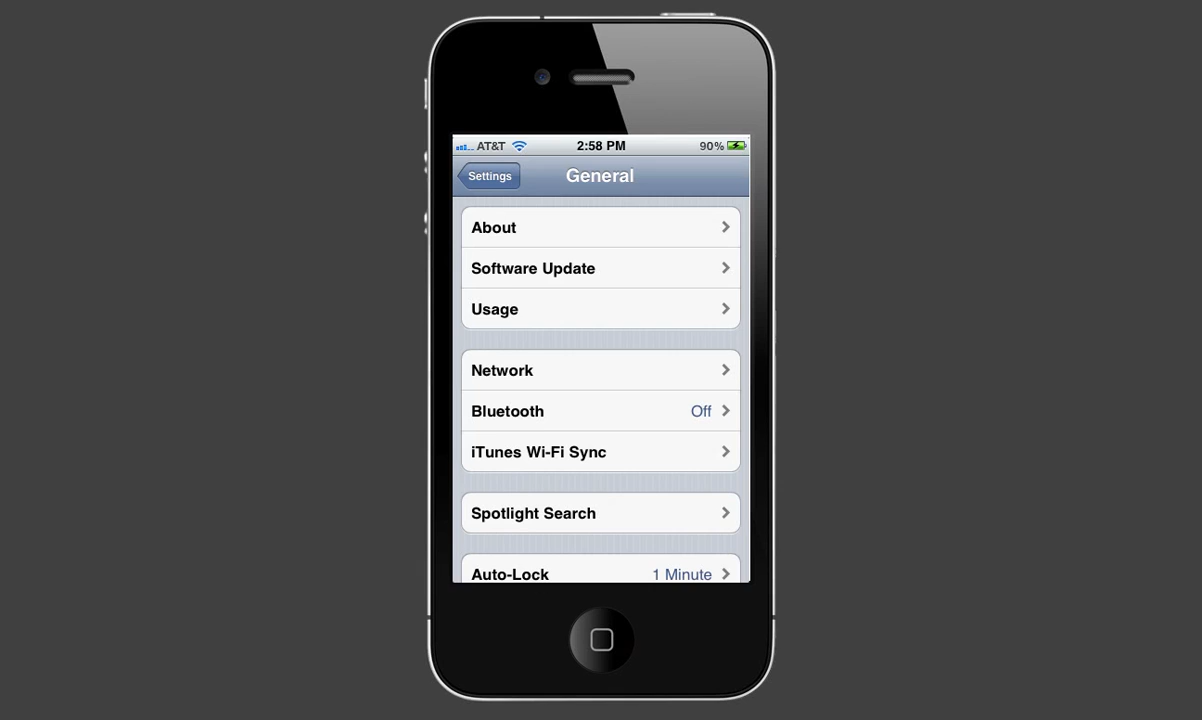 AT&T 2:58 PM 90%
Settings General
About
Software Update
Usage
Network
Bluetooth Off
iTunes Wi-Fi Sync
Spotlight Search
Auto-Lock 1 Minute